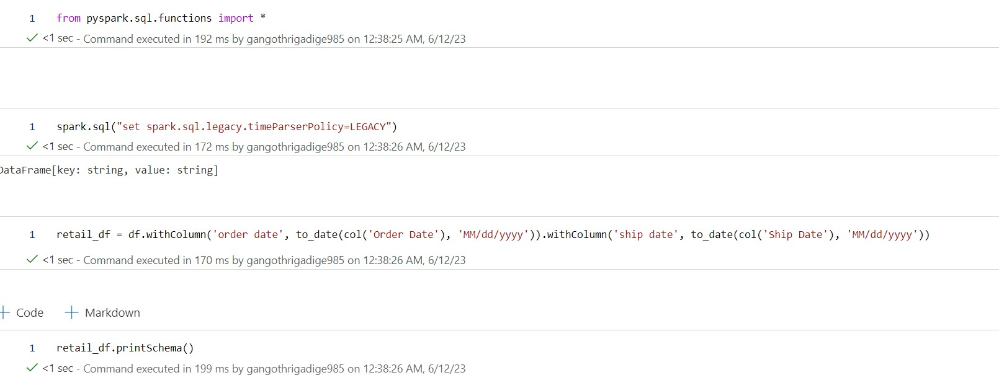 1 from pyspark.sql.functions import *
<1 sec - Command executed in 192 ms by gangothrigadige985 on 12:38:25 AM, 6/12/23
1 spark.sql("set spark.sql.legacy.timeParserPolicy=LEGACY")
<1 sec - Command executed in 172 ms by gangothrigadige985 on 12:38:26 AM, 6/12/23
DataFrame[key: string, value: string]
1 retail_df = df.withColumn('order date', to_date(col('Order Date'), 'MM/dd/yyyy')).withColumn('ship date', to_date(col('Ship Date'), 'MM/dd/yyyy'))
<1 sec - Command executed in 170 ms by gangothrigadige985 on 12:38:26 AM, 6/12/23
+ Code + Markdown
1 retail_df.printSchema()
<1 sec - Command executed in 199 ms by gangothrigadige985 on 12:38:26 AM, 6/12/23